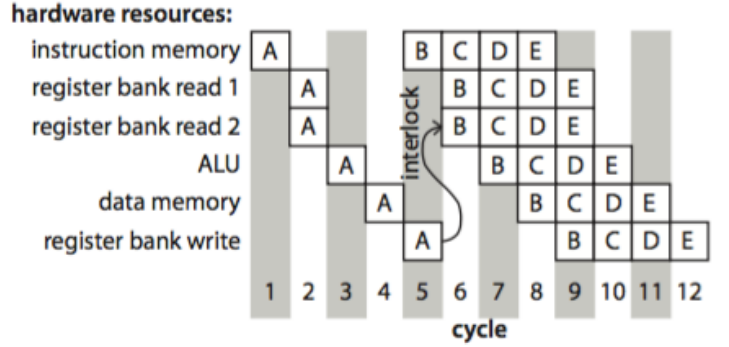 hardware resources:
instruction memory A B C D E
register bank read 1 A B C D E
register bank read 2 A B C D E
interlock
ALU A B C D E
data memory A B C D E
register bank write A B C D E
1 2 3 4 5 6 7 8 9 10 11 12
cycle